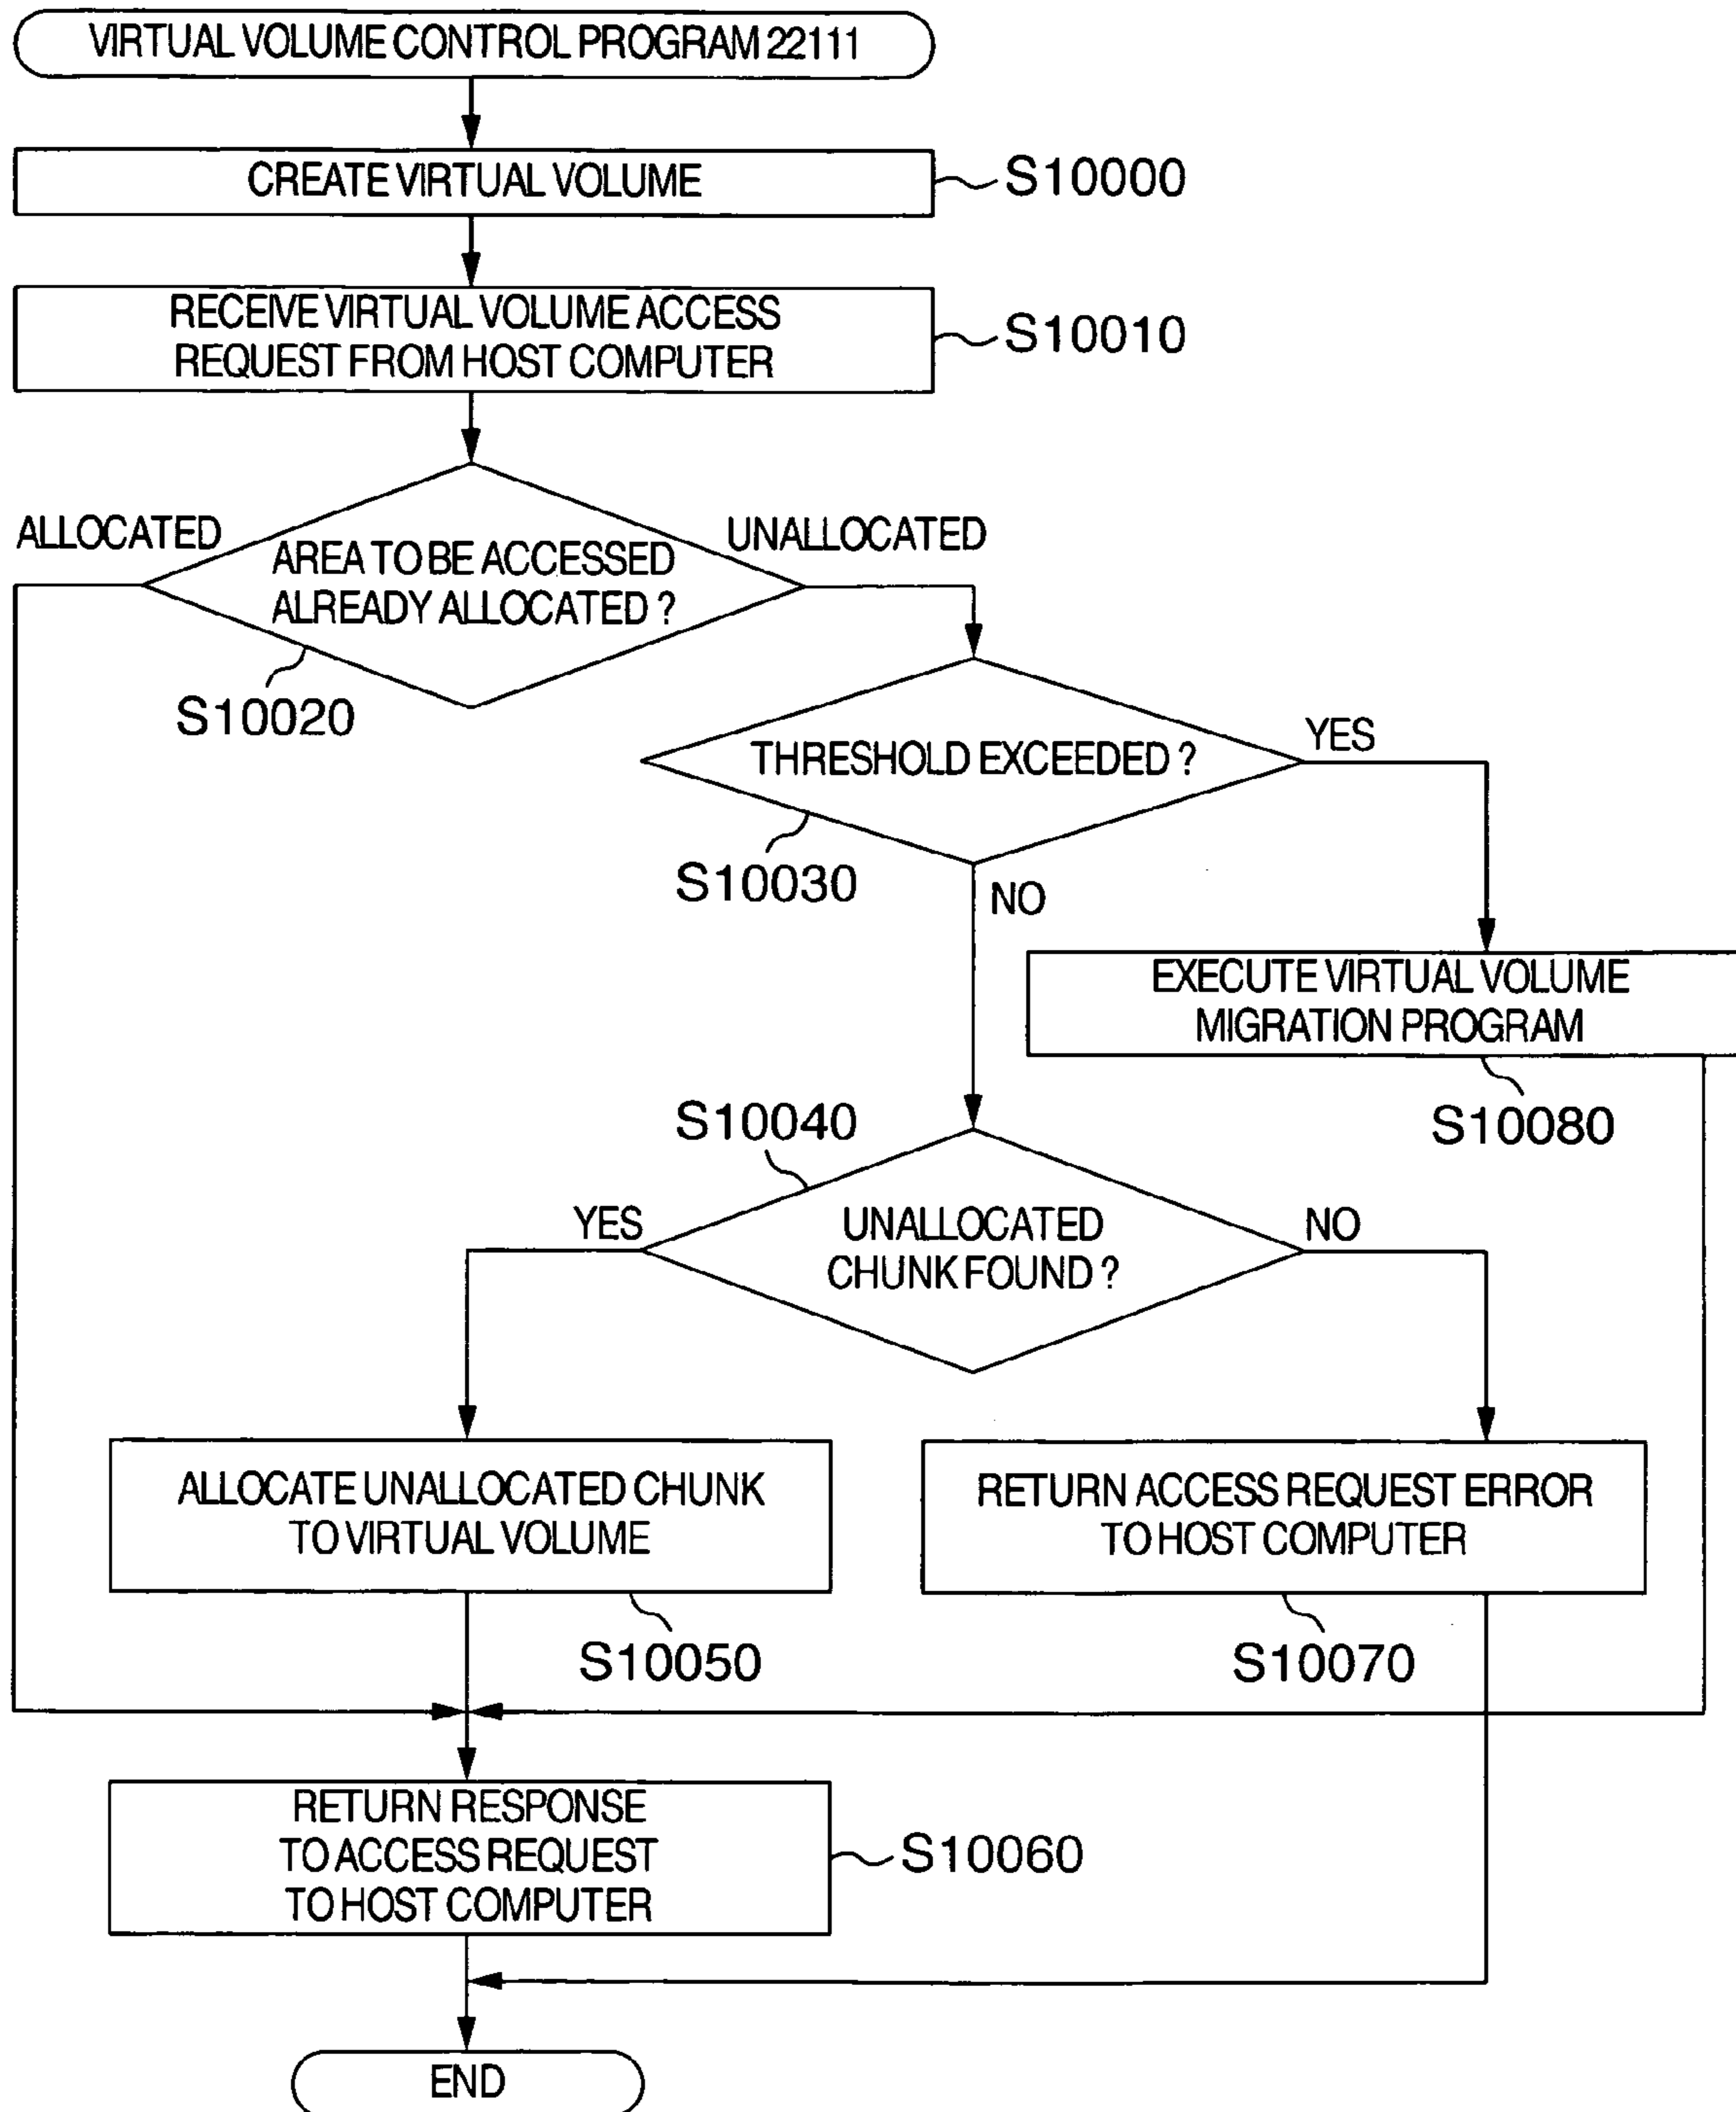 VIRTUAL VOLUME CONTROL PROGRAM 22111
CREATE VIRTUAL VOLUME
S10000
RECEIVE VIRTUAL VOLUME ACCESS
REQUEST FROM HOST COMPUTER
S10010
ALLOCATED
UNALLOCATED
AREA TO BE ACCESSED
ALREADY ALLOCATED ?
S10020
THRESHOLD EXCEEDED ?
YES
S10030
NO
EXECUTE VIRTUAL VOLUME
MIGRATION PROGRAM
S10080
S10040
YES
UNALLOCATED
CHUNK FOUND ?
NO
ALLOCATE UNALLOCATED CHUNK
TO VIRTUAL VOLUME
S10050
RETURN ACCESS REQUEST ERROR
TO HOST COMPUTER
S10070
RETURN RESPONSE
TO ACCESS REQUEST
TO HOST COMPUTER
S10060
END